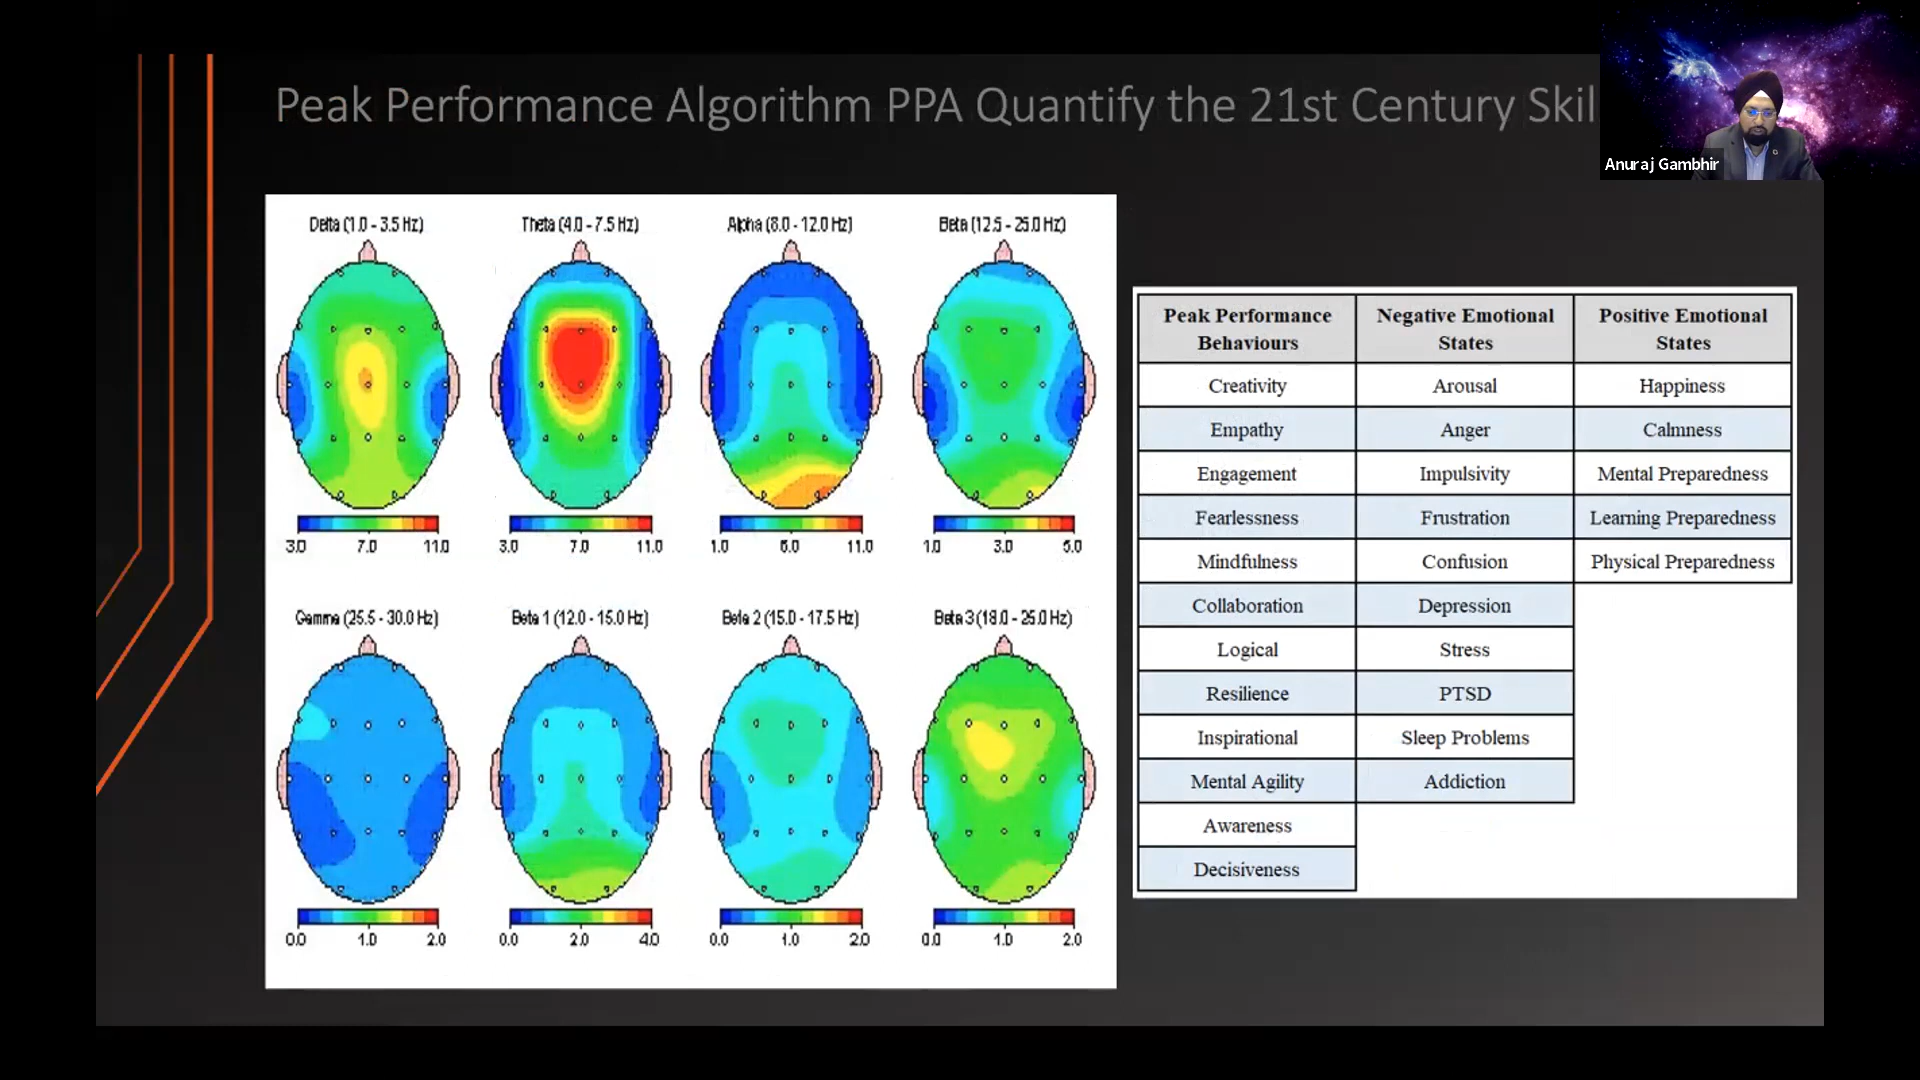 Peak Performance Algorithm PPA Quantify the 21st Century Skil
Anuraj Gambhir
Delta (1.0 - 3.5 Hz)
Theta (4.0 - 7.5 Hz)
Alpha (8.0 - 12.0 Hz)
Beta (12.5 - 25.0 Hz)
3.0 7.0 11.0
3.0 7.0 11.0
1.0 6.0 11.0
1.0 3.0 5.0
Gamma (25.5 - 30.0 Hz)
Beta 1 (12.0 - 15.0 Hz)
Beta 2 (15.0 - 17.5 Hz)
Beta 3 (18.0 - 25.0 Hz)
0.0 1.0 2.0
0.0 2.0 4.0
0.0 1.0 2.0
0.0 1.0 2.0
Peak Performance Behaviours Negative Emotional States Positive Emotional States
Creativity Arousal Happiness
Empathy Anger Calmness
Engagement Impulsivity Mental Preparedness
Fearlessness Frustration Learning Preparedness
Mindfulness Confusion Physical Preparedness
Collaboration Depression
Logical Stress
Resilience PTSD
Inspirational Sleep Problems
Mental Agility Addiction
Awareness
Decisiveness